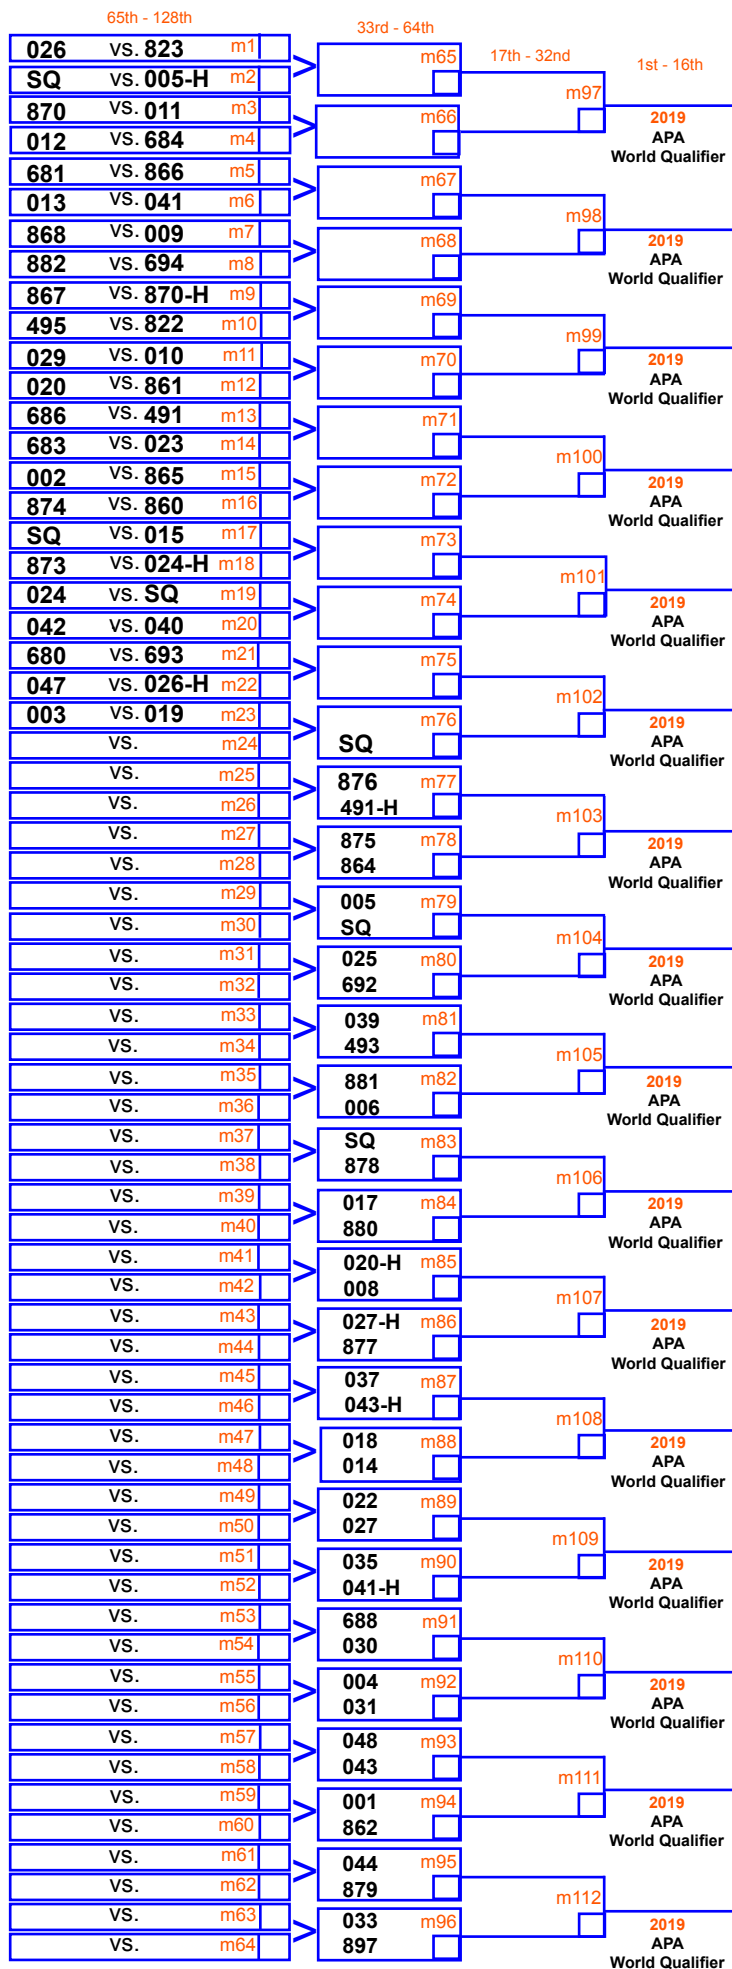 65th - 128th
33rd - 64th
17th - 32nd
1st - 16th
026 vs. 823 m1
SQ vs. 005-H m2
870 vs. 011 m3
012 vs. 684 m4
681 vs. 866 m5
013 vs. 041 m6
868 vs. 009 m7
882 vs. 694 m8
867 vs. 870-H m9
495 vs. 822 m10
029 vs. 010 m11
020 vs. 861 m12
686 vs. 491 m13
683 vs. 023 m14
002 vs. 865 m15
874 vs. 860 m16
SQ vs. 015 m17
873 vs. 024-H m18
024 vs. SQ m19
042 vs. 040 m20
680 vs. 693 m21
047 vs. 026-H m22
003 vs. 019 m23
vs. m24
vs. m25
vs. m26
vs. m27
vs. m28
vs. m29
vs. m30
vs. m31
vs. m32
vs. m33
vs. m34
vs. m35
vs. m36
vs. m37
vs. m38
vs. m39
vs. m40
vs. m41
vs. m42
vs. m43
vs. m44
vs. m45
vs. m46
vs. m47
vs. m48
vs. m49
vs. m50
vs. m51
vs. m52
vs. m53
vs. m54
vs. m55
vs. m56
vs. m57
vs. m58
vs. m59
vs. m60
vs. m61
vs. m62
vs. m63
vs. m64
m65
m66
m67
m68
m69
m70
m71
m72
m73
m74
m75
m76
SQ
876 m77
491-H
875 m78
864
005 m79
SQ
025 m80
692
039 m81
493
881 m82
006
SQ m83
878
017 m84
880
020-H m85
008
027-H m86
877
037 m87
043-H
018 m88
014
022 m89
027
035 m90
041-H
688 m91
030
004 m92
031
048 m93
043
001 m94
862
044 m95
879
033 m96
897
m97
m98
m99
m100
m101
m102
m103
m104
m105
m106
m107
m108
m109
m110
m111
m112
2019
APA
World Qualifier
2019
APA
World Qualifier
2019
APA
World Qualifier
2019
APA
World Qualifier
2019
APA
World Qualifier
2019
APA
World Qualifier
2019
APA
World Qualifier
2019
APA
World Qualifier
2019
APA
World Qualifier
2019
APA
World Qualifier
2019
APA
World Qualifier
2019
APA
World Qualifier
2019
APA
World Qualifier
2019
APA
World Qualifier
2019
APA
World Qualifier
2019
APA
World Qualifier